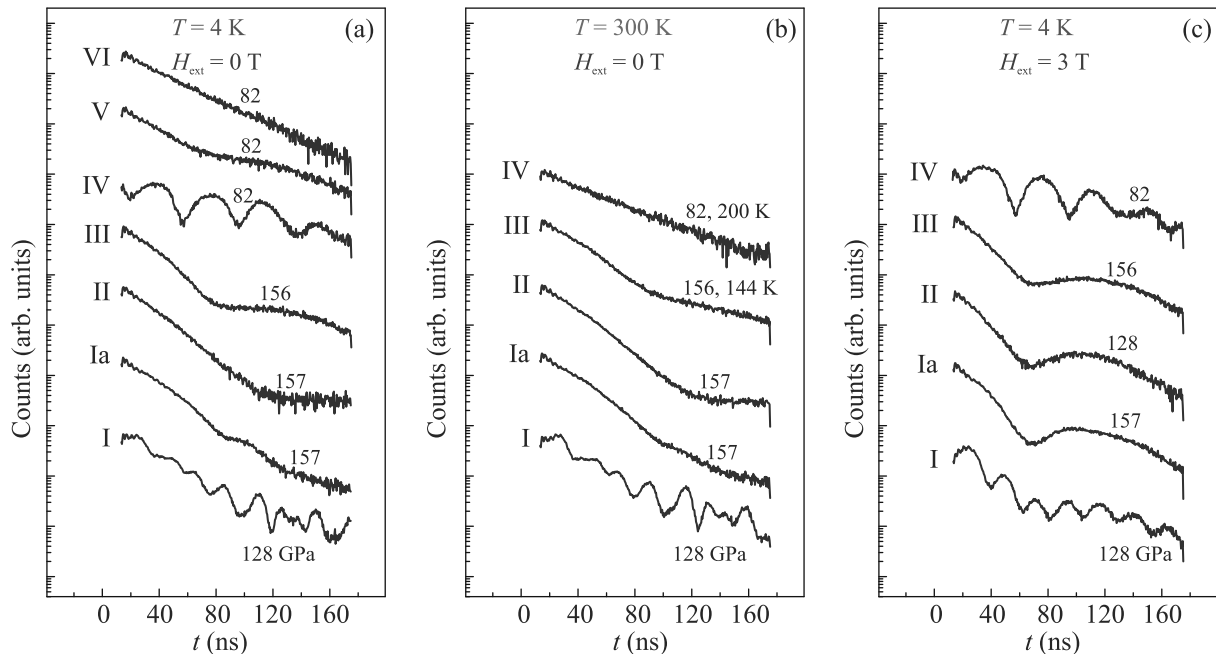 T = 4 K
(a)
H_ext = 0 T
VI
82
V
82
IV
82
III
156
II
157
Ia
157
I
128 GPa
Counts (arb. units)
0 40 80 120 160
t (ns)
T = 300 K
(b)
H_ext = 0 T
IV
82, 200 K
III
156, 144 K
II
157
Ia
157
I
128 GPa
Counts (arb. units)
0 40 80 120 160
t (ns)
T = 4 K
(c)
H_ext = 3 T
IV
82
III
156
II
128
Ia
157
I
128 GPa
Counts (arb. units)
0 40 80 120 160
t (ns)